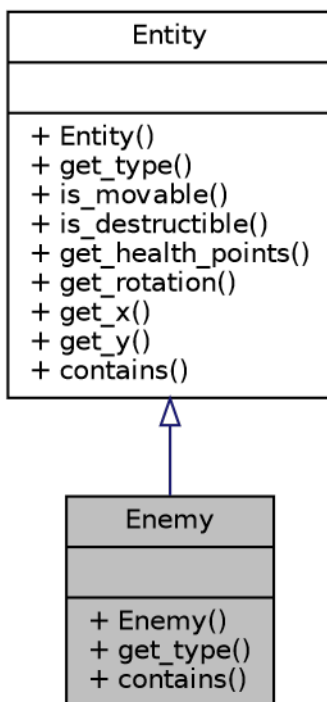 Entity
+ Entity()
+ get_type()
+ is_movable()
+ is_destructible()
+ get_health_points()
+ get_rotation()
+ get_x()
+ get_y()
+ contains()
Enemy
+ Enemy()
+ get_type()
+ contains()